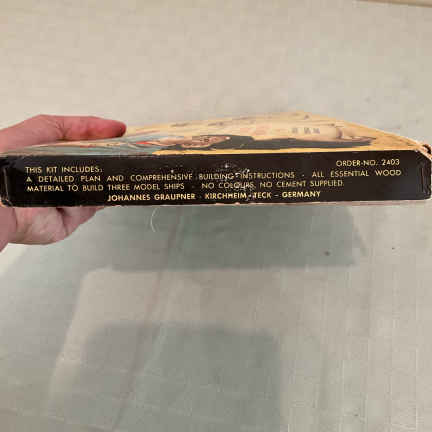 THIS KIT INCLUDES:
ORDER-NO. 2403
A DETAILED PLAN AND COMPREHENSIVE BUILDING INSTRUCTIONS - ALL ESSENTIAL WOOD
MATERIAL TO BUILD THREE MODEL SHIPS - NO COLOURS, NO CEMENT SUPPLIED.
JOHANNES GRAUPNER - KIRCHHEIM-TECK - GERMANY